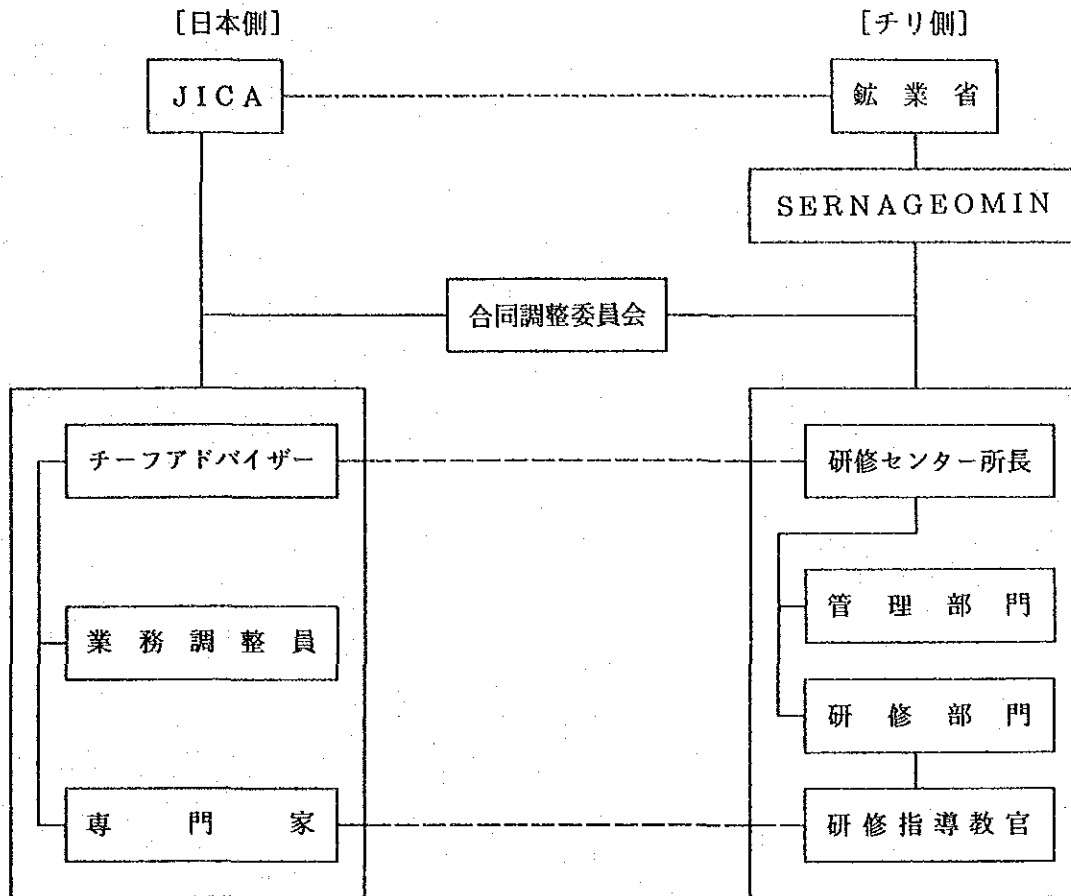 [日本側]
[チリ側]
JICA
鉱業省
SERNAGEOMIN
合同調整委員会
チーフアドバイザー
研修センター所長
管理部門
業務調整員
研修部門
専門家
研修指導教官